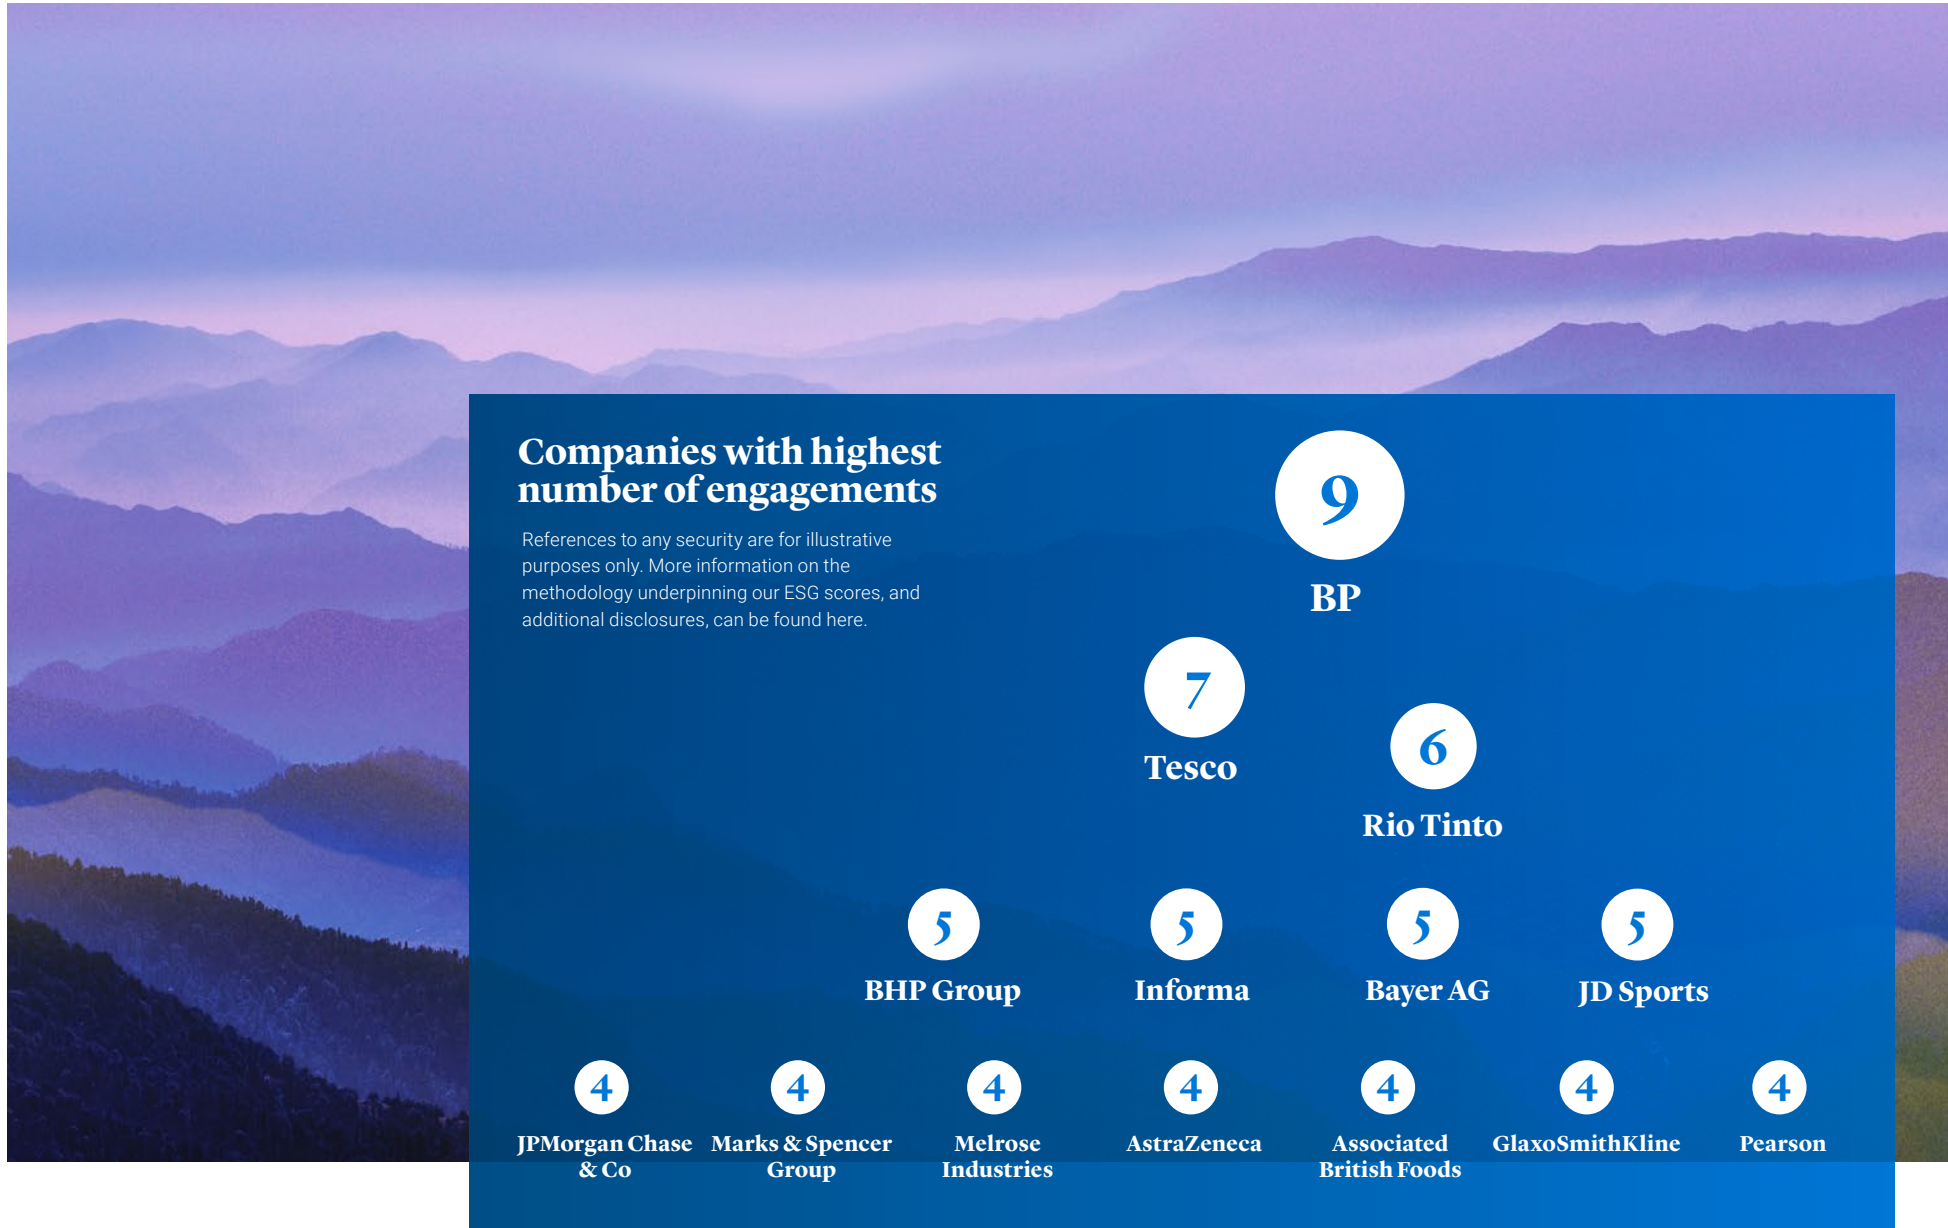 Companies with highest
number of engagements
References to any security are for illustrative
purposes only. More information on the
methodology underpinning our ESG scores, and
additional disclosures, can be found here.
9
BP
7
Tesco
6
Rio Tinto
5
BHP Group
5
Informa
5
Bayer AG
5
JD Sports
4
JPMorgan Chase
& Co
4
Marks & Spencer
Group
4
Melrose
Industries
4
AstraZeneca
4
Associated
British Foods
4
GlaxoSmithKline
4
Pearson